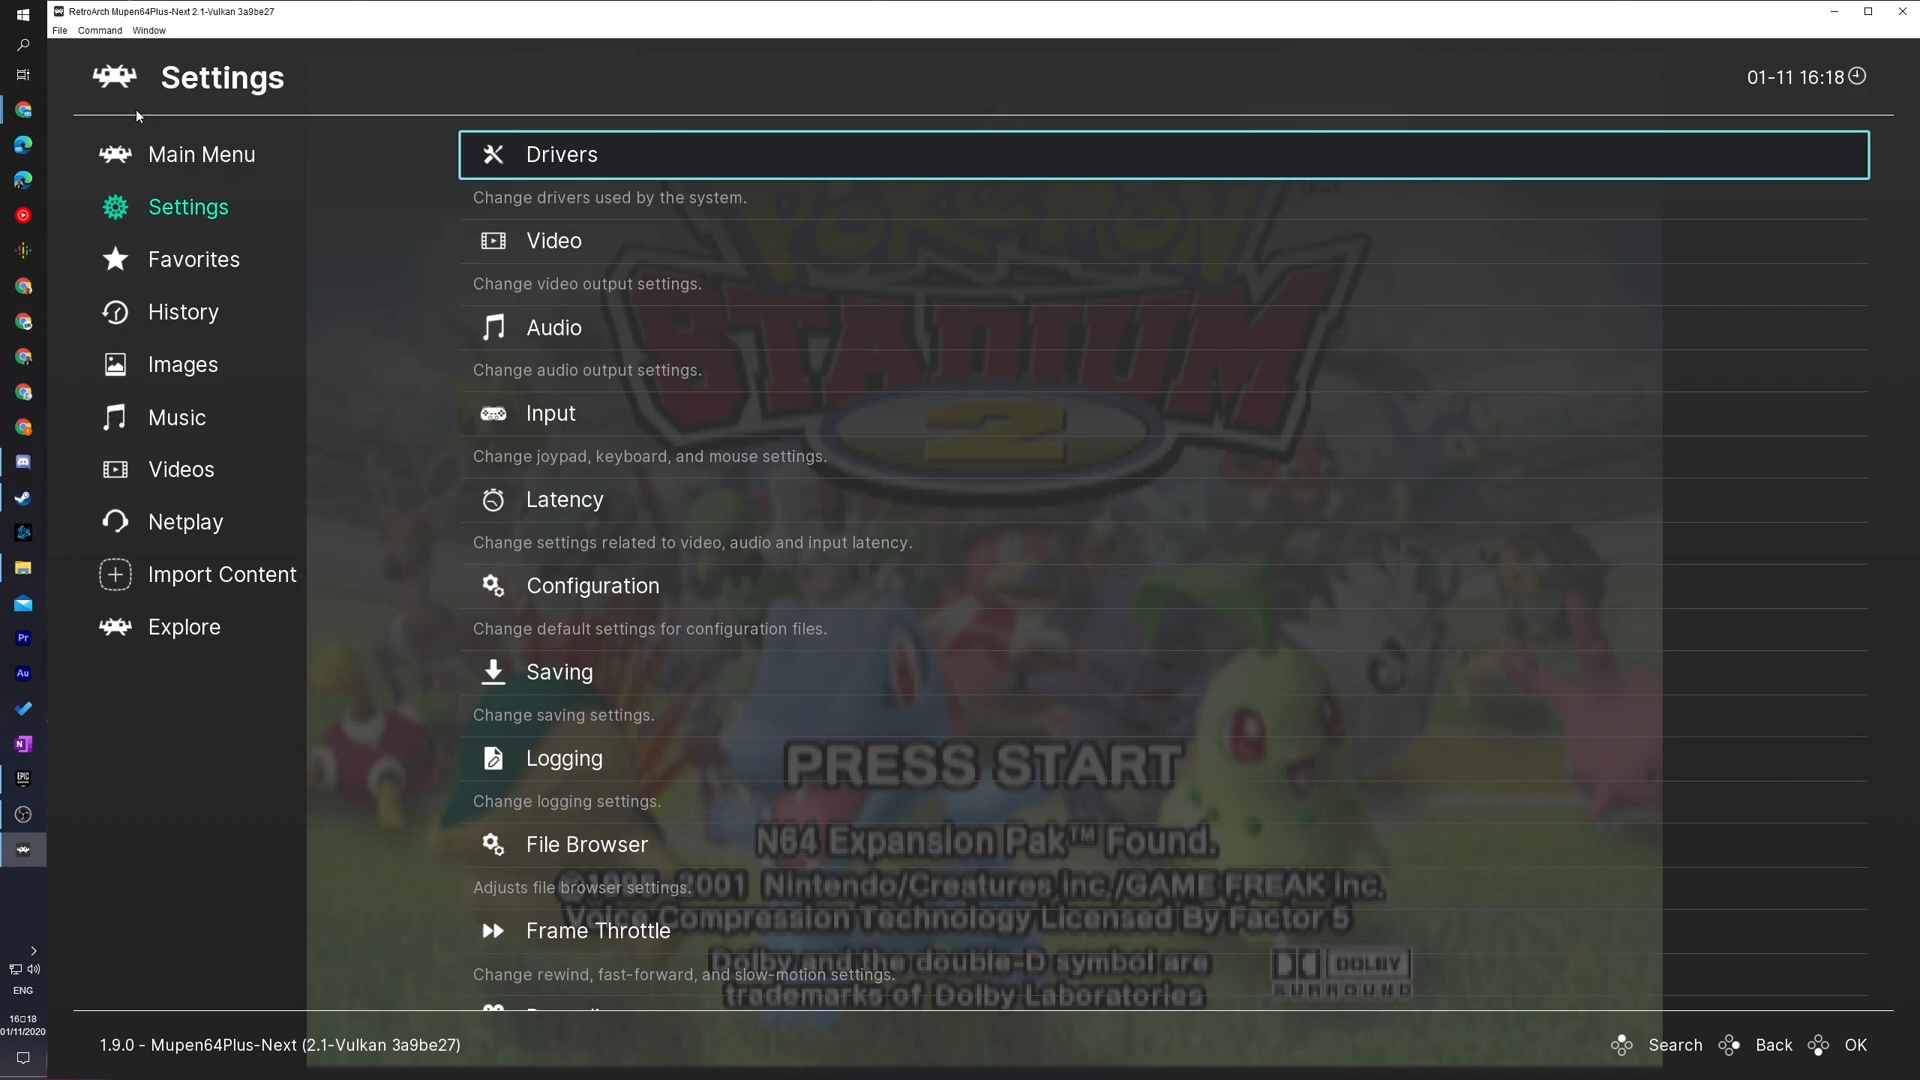 RetroArch Mupen64Plus-Next 2.1-Vulkan 3a9be27
File Command Window
Settings
01-11 16:18
Main Menu
Settings
Favorites
History
Images
Music
Videos
Netplay
Import Content
Explore
Drivers
Change drivers used by the system.
Video
Change video output settings.
Audio
Change audio output settings.
Input
Change joypad, keyboard, and mouse settings.
Latency
Change settings related to video, audio and input latency.
Configuration
Change default settings for configuration files.
Saving
Change saving settings.
Logging
Change logging settings.
File Browser
Adjusts file browser settings.
Frame Throttle
Change rewind, fast-forward, and slow-motion settings.
POKéMON
STADIUM
2
PRESS START
N64 Expansion Pak™ Found.
©1995-2001 Nintendo/Creatures Inc./GAME FREAK Inc.
Voice Compression Technology Licensed By Factor 5
Dolby and the double-D symbol are
trademarks of Dolby Laboratories
DOLBY
SURROUND
Pr
Au
N
EPIC
ENG
16:18
01/11/2020
1.9.0 - Mupen64Plus-Next (2.1-Vulkan 3a9be27)
Search Back OK